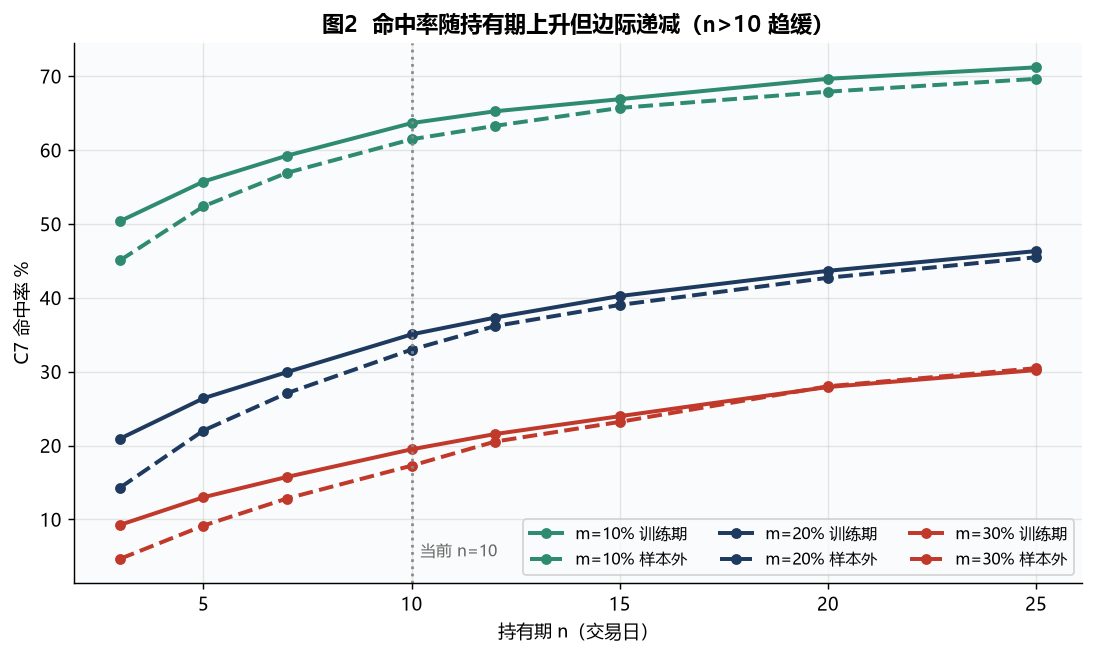 图2 命中率随持有期上升但边际递减（n>10 趋缓）
C7 命中率 %
70
60
50
40
30
20
10
当前 n=10
m=10% 训练期 m=20% 训练期 m=30% 训练期
m=10% 样本外 m=20% 样本外 m=30% 样本外
5 10 15 20 25
持有期 n（交易日）